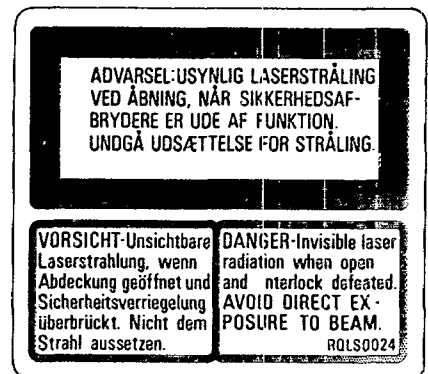 ADVARSEL:USYNLIG LASERSTRÅLING
VED ÅBNING, NÅR SIKKERHEDSAF-
BRYDERE ER UDE AF FUNKTION.
UNDGÅ UDSÆTTELSE FOR STRÅLING.
VORSICHT-Unsichtbare
Laserstrahlung, wenn
Abdeckung geöffnet und
Sicherheitsverriegelung
überbrückt. Nicht dem
Strahl aussetzen.
DANGER-Invisible laser
radiation when open
and nterlock defeated.
AVOID DIRECT EX-
POSURE TO BEAM.
RQLS0024